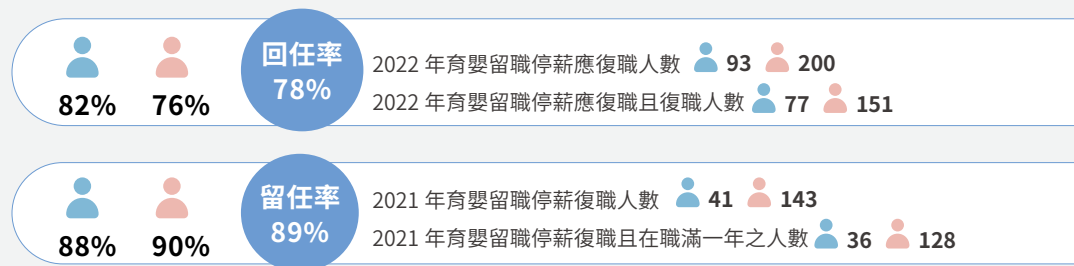 82% 76%
回任率
78%
2022 年育嬰留職停薪應復職人數 93 200
2022 年育嬰留職停薪應復職且復職人數 77 151
88% 90%
留任率
89%
2021 年育嬰留職停薪復職人數 41 143
2021 年育嬰留職停薪復職且在職滿一年之人數 36 128